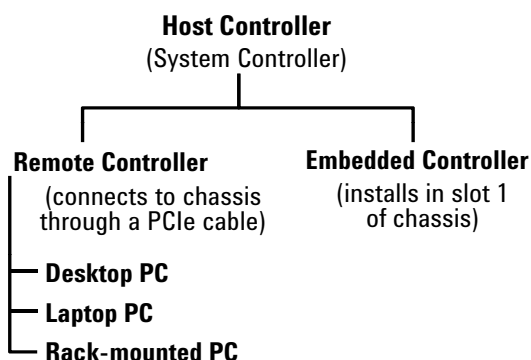 Host Controller
(System Controller)
Remote Controller
(connects to chassis
through a PCIe cable)
Embedded Controller
(installs in slot 1
of chassis)
Desktop PC
Laptop PC
Rack-mounted PC